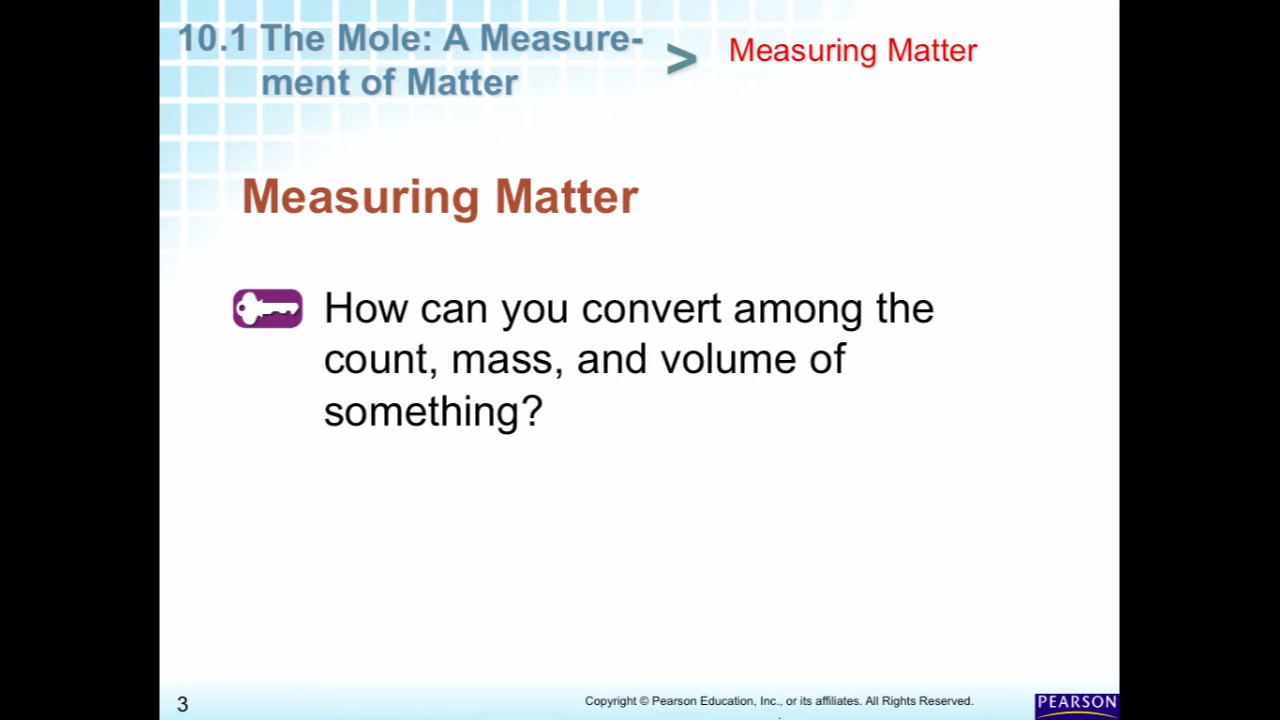 10.1 The Mole: A Measure-
ment of Matter
>
Measuring Matter
Measuring Matter
How can you convert among the
count, mass, and volume of
something?
3
Copyright © Pearson Education, Inc., or its affiliates. All Rights Reserved.
PEARSON